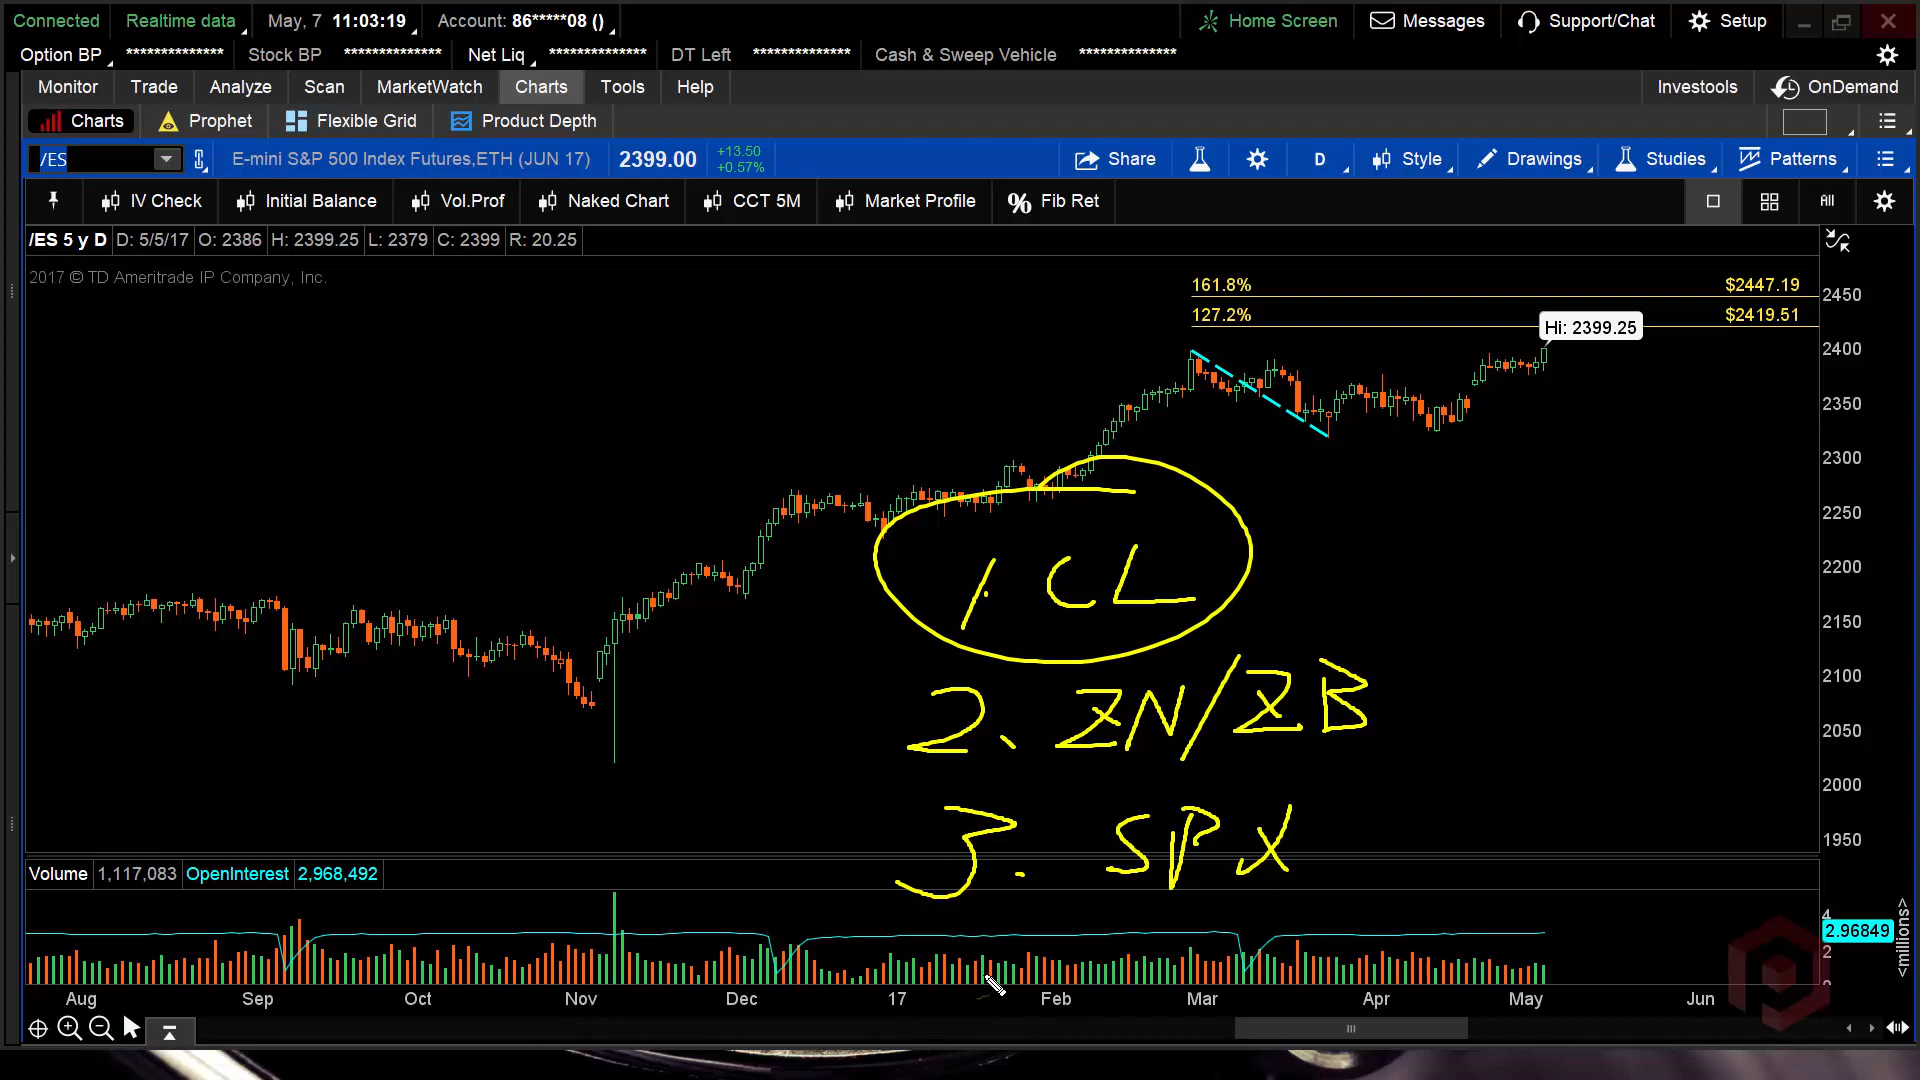 Connected Realtime data May, 7 11:03:19 Account: 86*****08 () Home Screen Messages Support/Chat Setup
Option BP ************** Stock BP ************** Net Liq ************** DT Left ************** Cash & Sweep Vehicle **************
Monitor Trade Analyze Scan MarketWatch Charts Tools Help Investools OnDemand
Charts Prophet Flexible Grid Product Depth
/ES E-mini S&P 500 Index Futures,ETH (JUN 17) 2399.00 +13.50 +0.57% Share D Style Drawings Studies Patterns
IV Check Initial Balance Vol.Prof Naked Chart CCT 5M Market Profile % Fib Ret All
/ES 5 y D D: 5/5/17 O: 2386 H: 2399.25 L: 2379 C: 2399 R: 20.25
2017 © TD Ameritrade IP Company, Inc.
161.8% $2447.19
2450
127.2% $2419.51
Hi: 2399.25
2400
2350
2300
2250
2200
1. CL
2150
2100
2. ZN/ZB
2050
2000
1950
3. SPX
Volume 1,117,083 OpenInterest 2,968,492
4
2.96849
2
0
<millions>
Aug Sep Oct Nov Dec 17 Feb Mar Apr May Jun